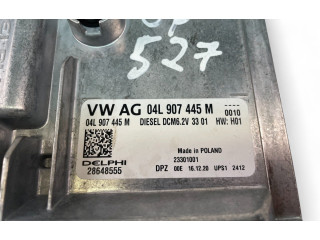 527
VW AG 04L 907 445 M
04L 907 445 M DIESEL DCM6.2V 33 01 HW: H01
0010
Made in POLAND
23301001
DELPHI
28648555
DPZ 00E 16.12.20 UPS1 2412